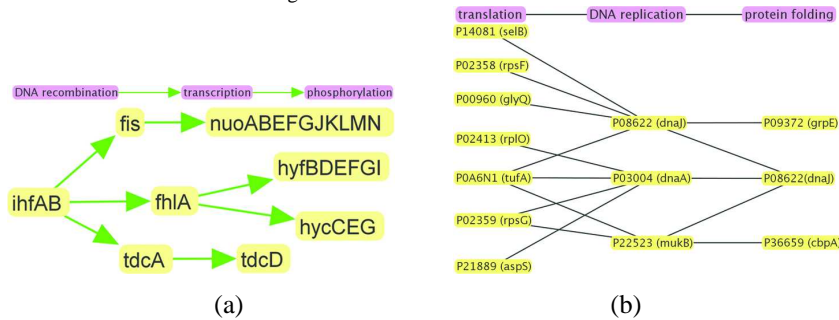 DNA recombination transcription phosphorylation
fis nuoABEFGJKLMN
hyfBDEFGI
ihfAB fhlA
hycCEG
tdcA tdcD
(a)
translation DNA replication protein folding
P14081 (selB)
P02358 (rpsF)
P00960 (glyQ)
P08622 (dnaJ) P09372 (grpE)
P02413 (rplO)
P0A6N1 (tufA) P03004 (dnaA) P08622(dnaJ)
P02359 (rpsG)
P22523 (mukB) P36659 (cbpA)
P21889 (aspS)
(b)